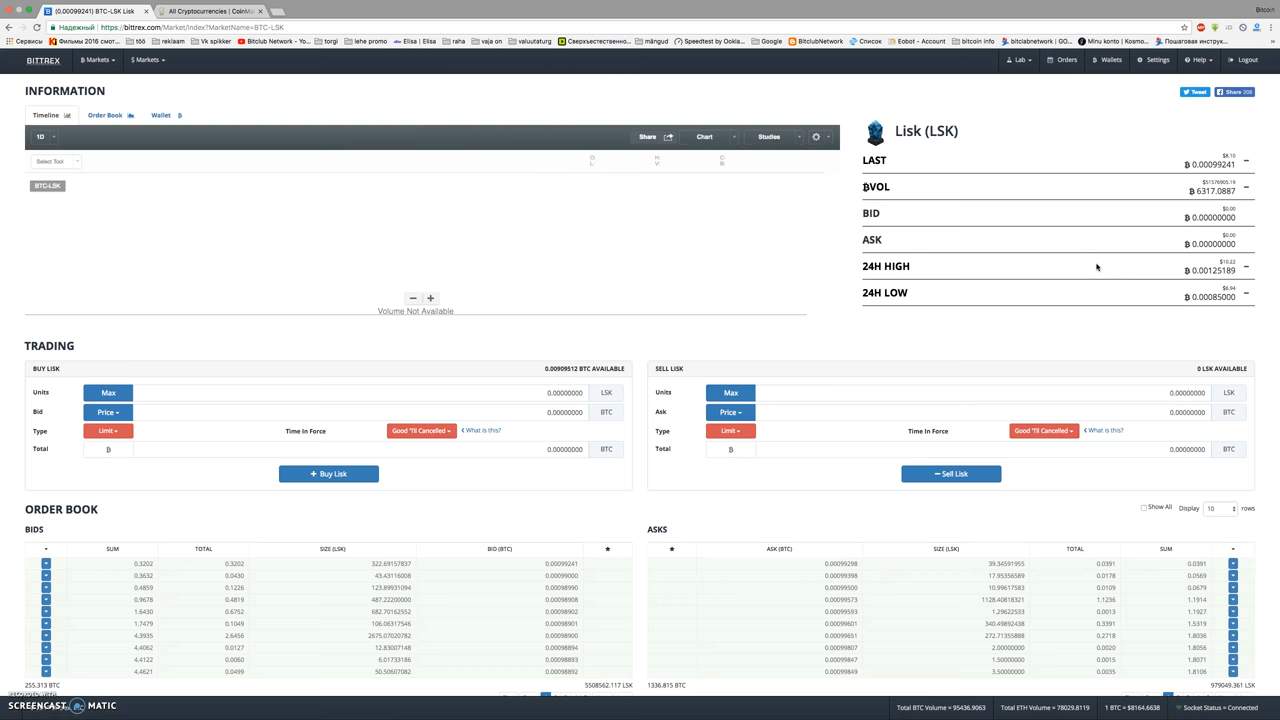 (0.00099241) BTC-LSK Lisk
All Cryptocurrencies | CoinMar
Bitcoin
Надежный
https://bittrex.com/Market/Index?MarketName=BTC-LSK
Сервисы Фильмы 2016 смот... töö reklaam Vk spikker Bitclub Network - Yo... torgi lehe promo Elisa | Elisa raha vaja on valuutaturg Сверхъестественно... mängud Speedtest by Ookla... Google BitclubNetwork Список Eobot - Account bitcoin info bitclabnetwork | GO... Minu konto | Kosmo... Пошаговая инструк...
BITTREX ₿ Markets $ Markets Lab Orders Wallets Settings Help Logout
INFORMATION
Tweet Share 206
Timeline Order Book Wallet
1D Share Chart Studies
Select Tool O: H: C:
L: V: R:
BTC-LSK
− +
Volume Not Available
Lisk (LSK)
LAST $8.10 ₿ 0.00099241
₿VOL $51576905.19 ₿ 6317.0887
BID $0.00 ₿ 0.00000000
ASK $0.00 ₿ 0.00000000
24H HIGH $10.22 ₿ 0.00125189
24H LOW $6.94 ₿ 0.00085000
TRADING
BUY LISK 0.00909512 BTC AVAILABLE
Units Max 0.00000000 LSK
Bid Price 0.00000000 BTC
Type Limit Time In Force Good 'Til Cancelled What is this?
Total ₿ 0.00000000 BTC
+ Buy Lisk
SELL LISK 0 LSK AVAILABLE
Units Max 0.00000000 LSK
Ask Price 0.00000000 BTC
Type Limit Time In Force Good 'Til Cancelled What is this?
Total ₿ 0.00000000 BTC
− Sell Lisk
ORDER BOOK
Show All Display 10 rows
BIDS
SUM TOTAL SIZE (LSK) BID (BTC)
0.3202 0.3202 322.69157837 0.00099241
0.3632 0.0430 43.43116008 0.00099000
0.4859 0.1226 123.89931094 0.00098990
0.9678 0.4819 487.22200000 0.00098908
1.6430 0.6752 682.70162552 0.00098902
1.7479 0.1049 106.06317546 0.00098901
4.3935 2.6456 2675.07020782 0.00098900
4.4062 0.0127 12.83007148 0.00098894
4.4122 0.0060 6.01733186 0.00098893
4.4621 0.0499 50.50607082 0.00098892
255.313 BTC 5508562.117 LSK
ASKS
ASK (BTC) SIZE (LSK) TOTAL SUM
0.00099298 39.34591955 0.0391 0.0391
0.00099398 17.95356589 0.0178 0.0569
0.00099500 10.99617583 0.0109 0.0679
0.00099573 1128.40818321 1.1236 1.1914
0.00099593 1.29622533 0.0013 1.1927
0.00099601 340.49892438 0.3391 1.5319
0.00099651 272.71355888 0.2718 1.8036
0.00099807 2.00000000 0.0020 1.8056
0.00099847 1.50000000 0.0015 1.8071
0.00099849 3.50000000 0.0035 1.8106
1336.815 BTC 979049.361 LSK
RECORDED WITH
SCREENCAST MATIC
Total BTC Volume = 95436.9063 Total ETH Volume = 78029.8119 1 BTC = $8164.6638 Socket Status = Connected